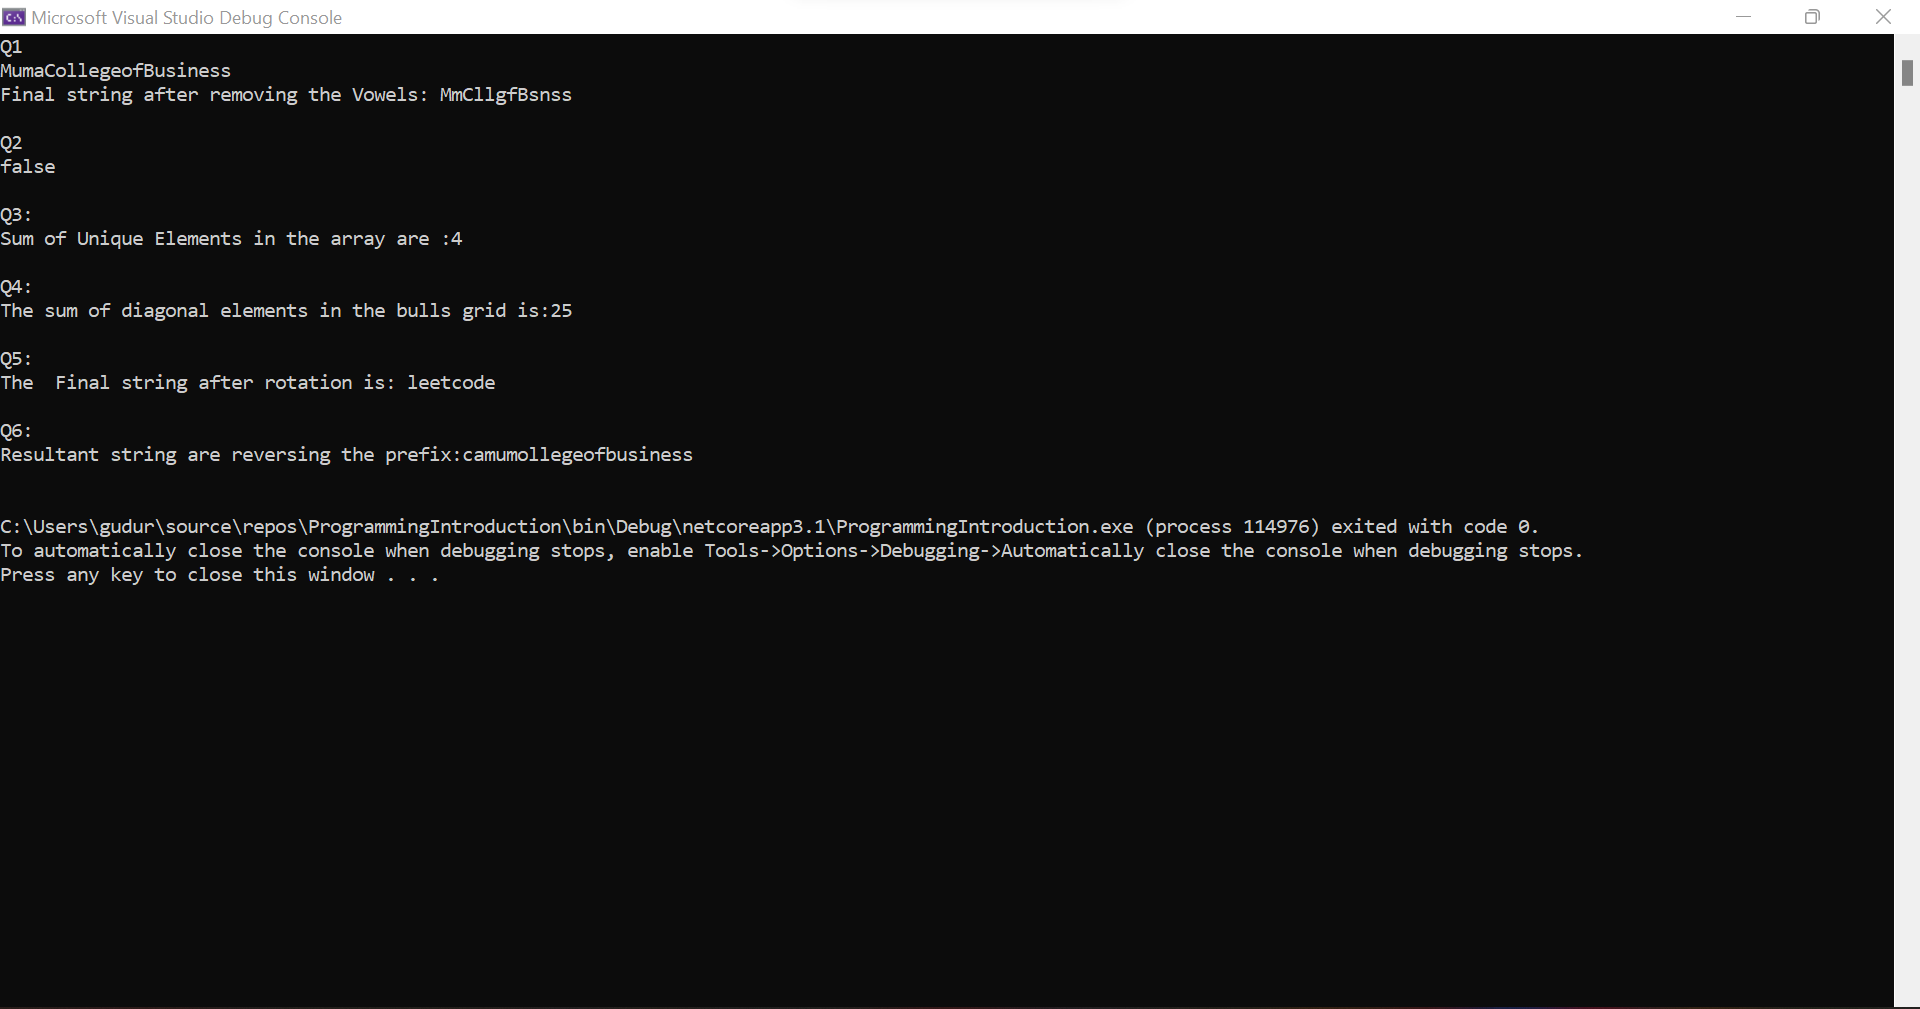 Microsoft Visual Studio Debug Console
Q1
MumaCollegeofBusiness
Final string after removing the Vowels: MmCllgfBsnss
Q2
false
Q3:
Sum of Unique Elements in the array are :4
Q4:
The sum of diagonal elements in the bulls grid is:25
Q5:
The  Final string after rotation is: leetcode
Q6:
Resultant string are reversing the prefix:camumollegeofbusiness
C:\Users\gudur\source\repos\ProgrammingIntroduction\bin\Debug\netcoreapp3.1\ProgrammingIntroduction.exe (process 114976) exited with code 0.
To automatically close the console when debugging stops, enable Tools->Options->Debugging->Automatically close the console when debugging stops.
Press any key to close this window . . .